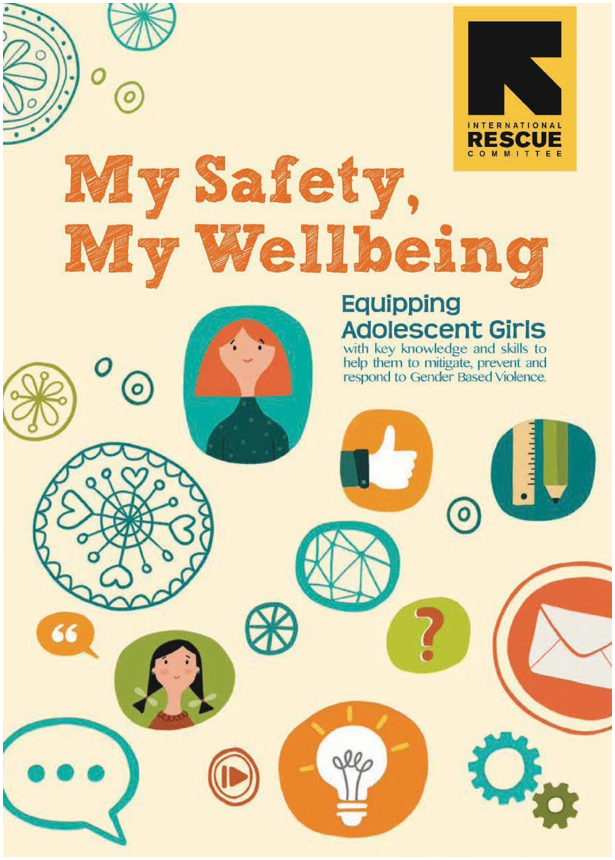 INTERNATIONAL
RESCUE
COMMITTEE
My Safety,
My Wellbeing
Equipping
Adolescent Girls
with key knowledge and skills to
help them to mitigate, prevent and
respond to Gender Based Violence.